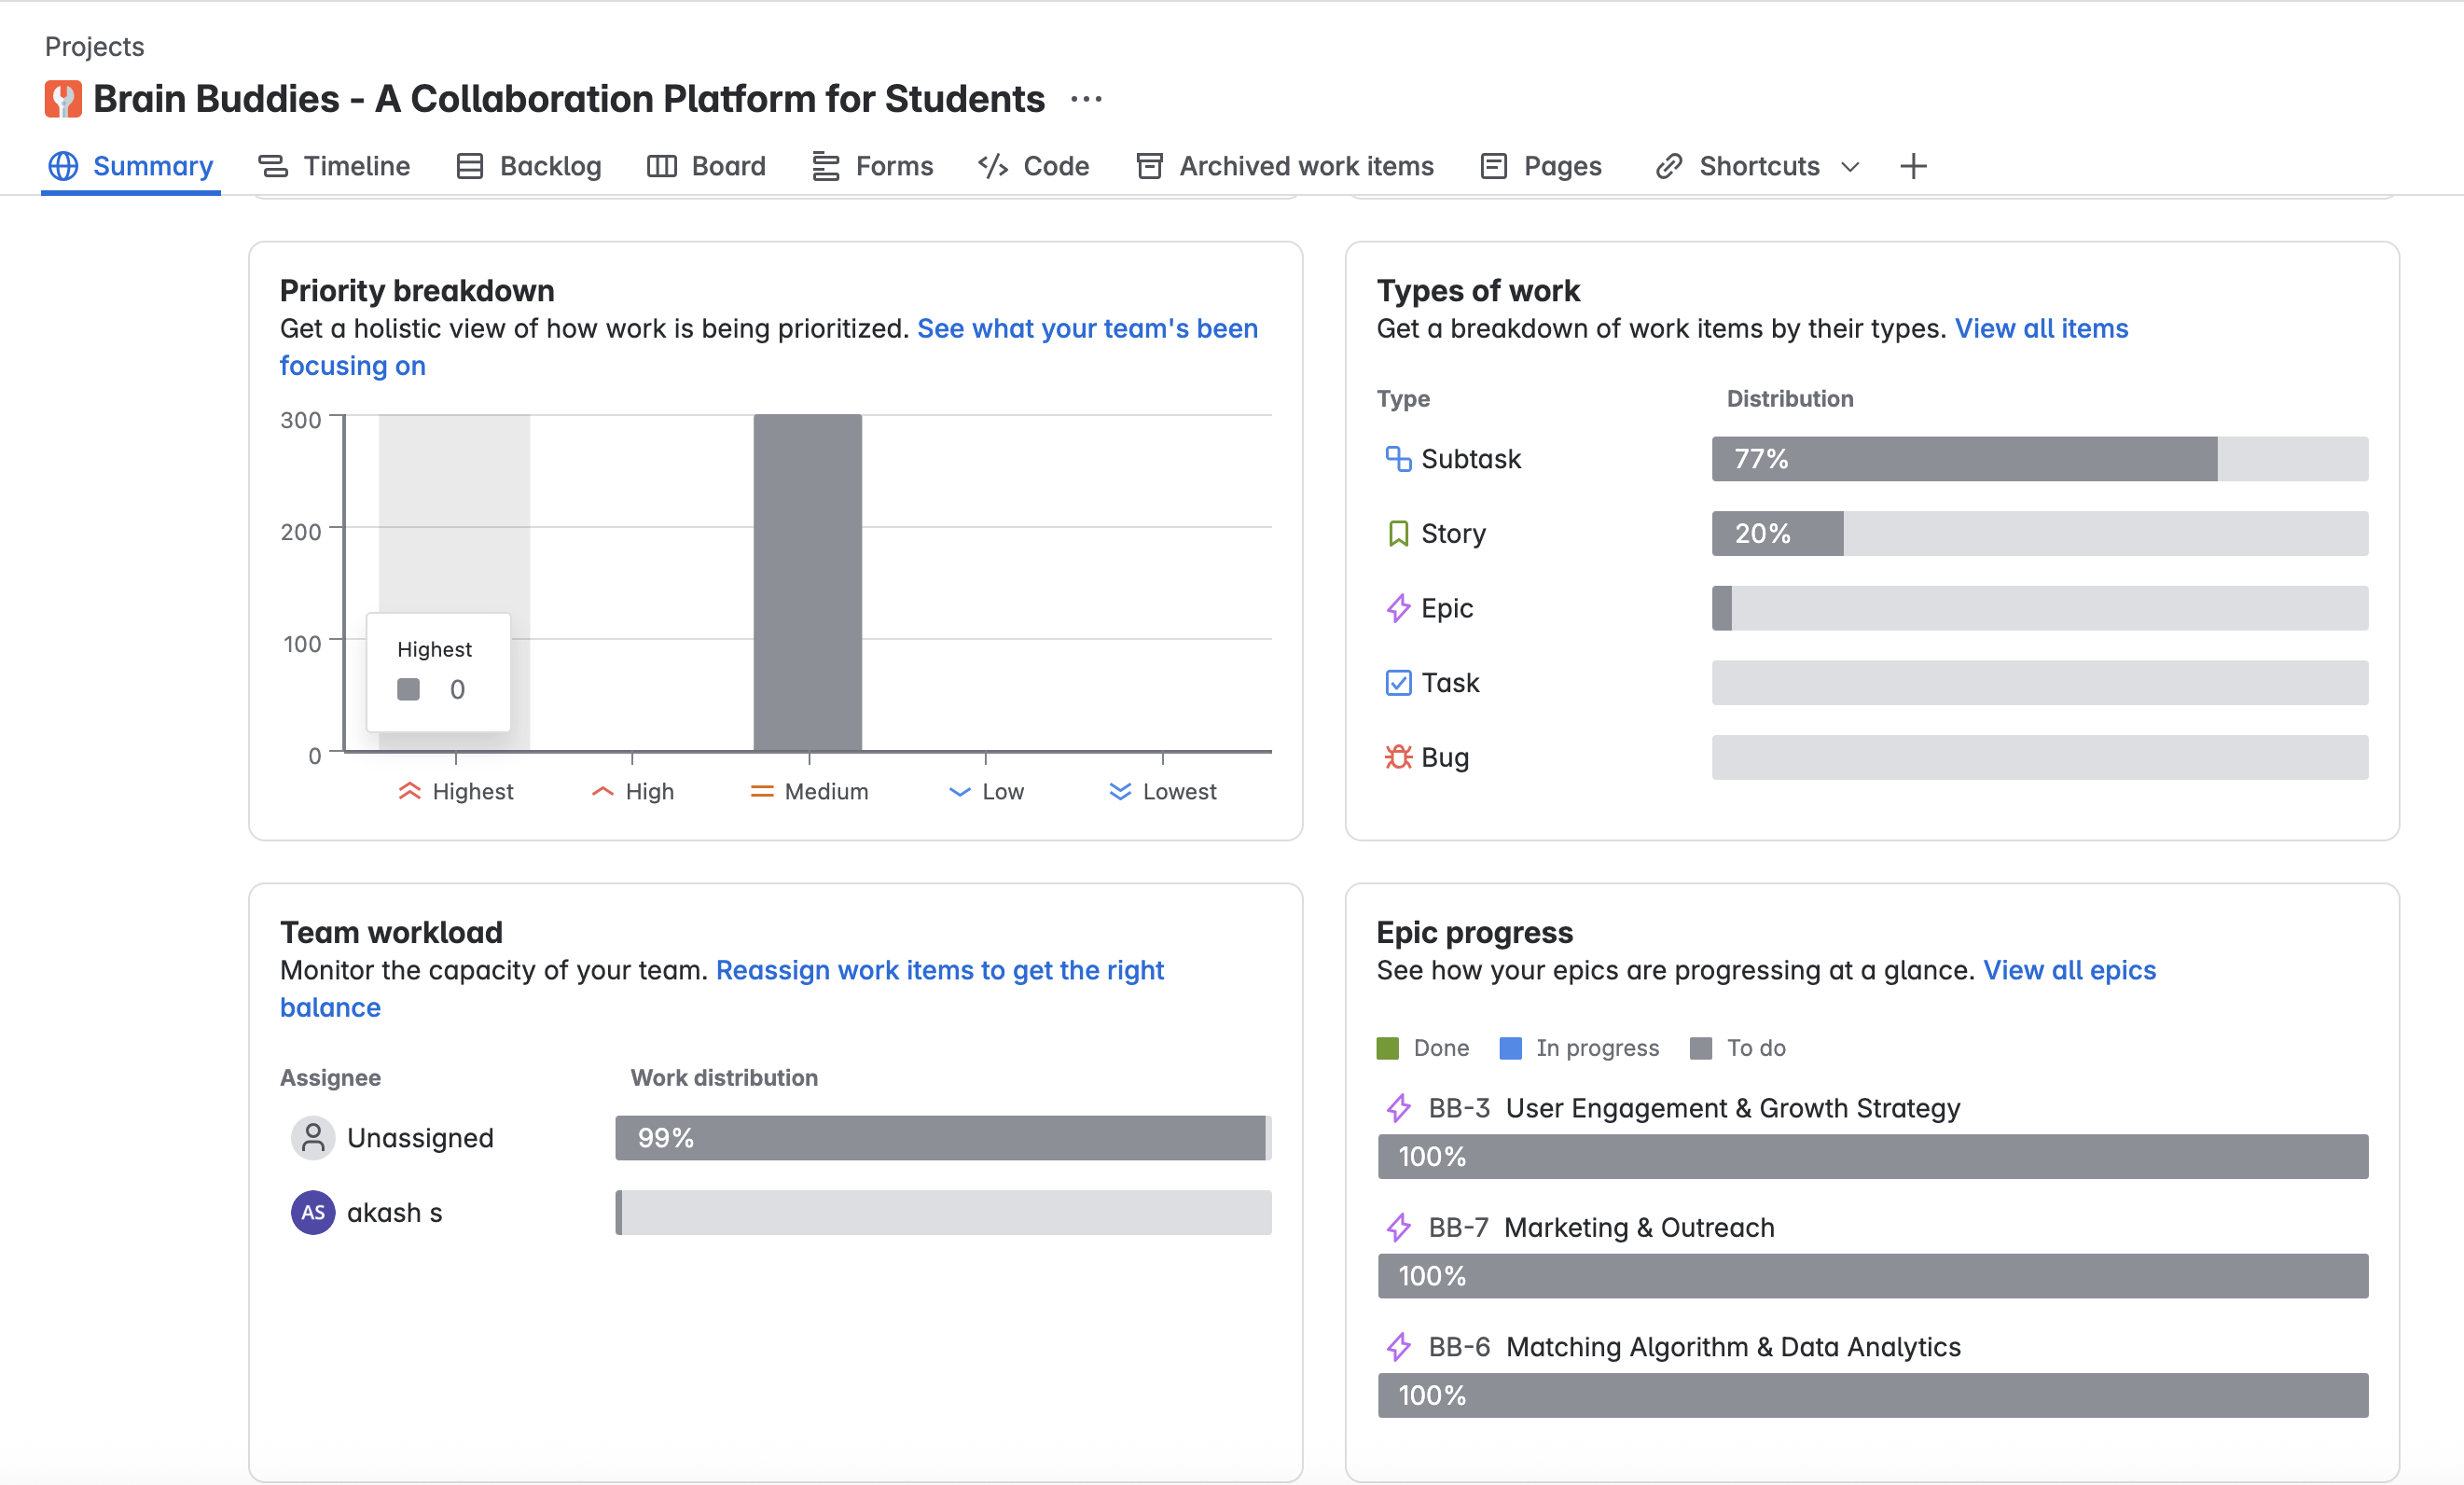 Projects
Brain Buddies - A Collaboration Platform for Students
Summary Timeline Backlog Board Forms Code Archived work items Pages Shortcuts
Priority breakdown
Get a holistic view of how work is being prioritized. See what your team's been
focusing on
300
200
100
0
Highest
0
Highest High Medium Low Lowest
Types of work
Get a breakdown of work items by their types. View all items
Type Distribution
Subtask 77%
Story 20%
Epic
Task
Bug
Team workload
Monitor the capacity of your team. Reassign work items to get the right
balance
Assignee Work distribution
Unassigned 99%
AS akash s
Epic progress
See how your epics are progressing at a glance. View all epics
Done In progress To do
BB-3 User Engagement & Growth Strategy
100%
BB-7 Marketing & Outreach
100%
BB-6 Matching Algorithm & Data Analytics
100%